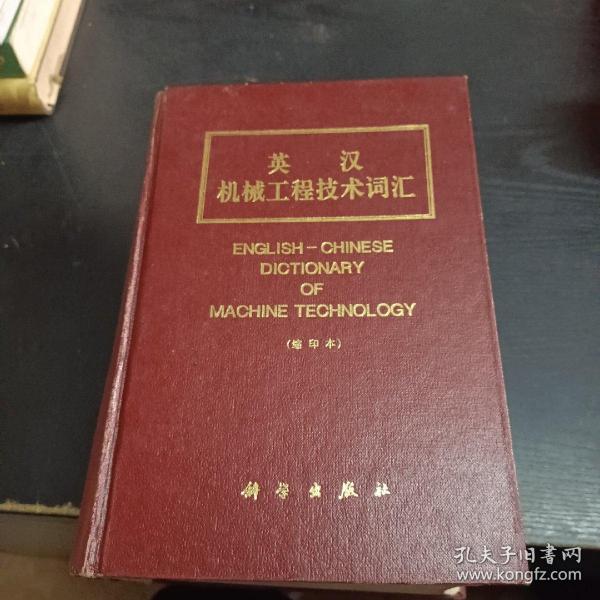 英 汉
机械工程技术词汇
ENGLISH-CHINESE
DICTIONARY
OF
MACHINE TECHNOLOGY
(缩印本)
科学出版社
孔夫子旧书网
www.kongfz.com